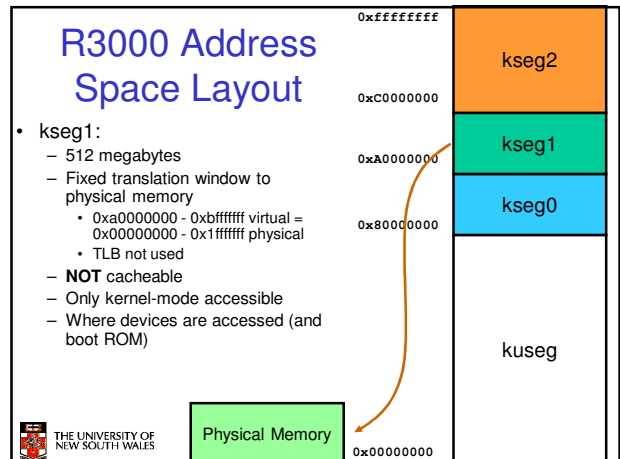 R3000 Address
Space Layout
• kseg1:
– 512 megabytes
– Fixed translation window to
physical memory
• 0xa0000000 - 0xbfffffff virtual =
0x00000000 - 0x1fffffff physical
• TLB not used
– NOT cacheable
– Only kernel-mode accessible
– Where devices are accessed (and
boot ROM)
0xffffffff
0xC0000000
0xA0000000
0x80000000
0x00000000
kseg2
kseg1
kseg0
kuseg
Physical Memory
THE UNIVERSITY OF
NEW SOUTH WALES